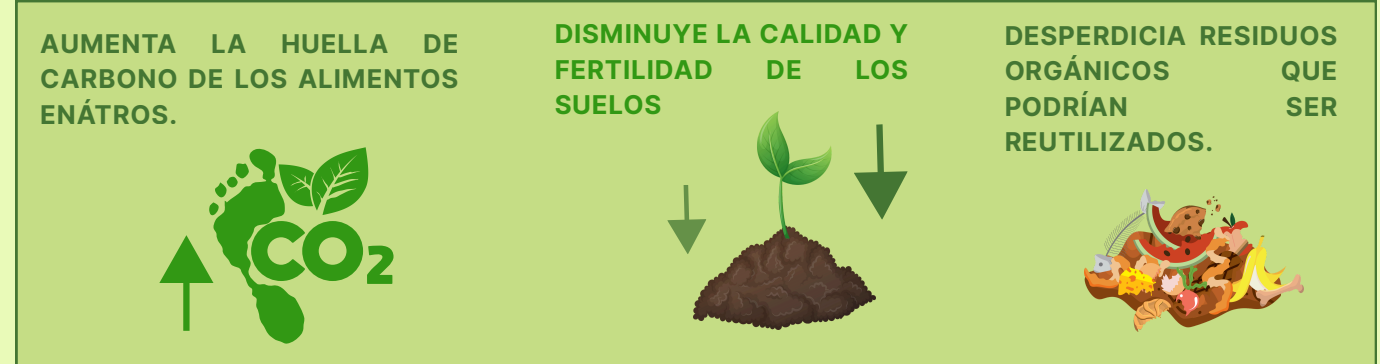 AUMENTA LA HUELLA DE
CARBONO DE LOS ALIMENTOS
ENÁTROS.
CO2
DISMINUYE LA CALIDAD Y
FERTILIDAD DE LOS
SUELOS
DESPERDICIA RESIDUOS
ORGÁNICOS QUE
PODRÍAN SER
REUTILIZADOS.